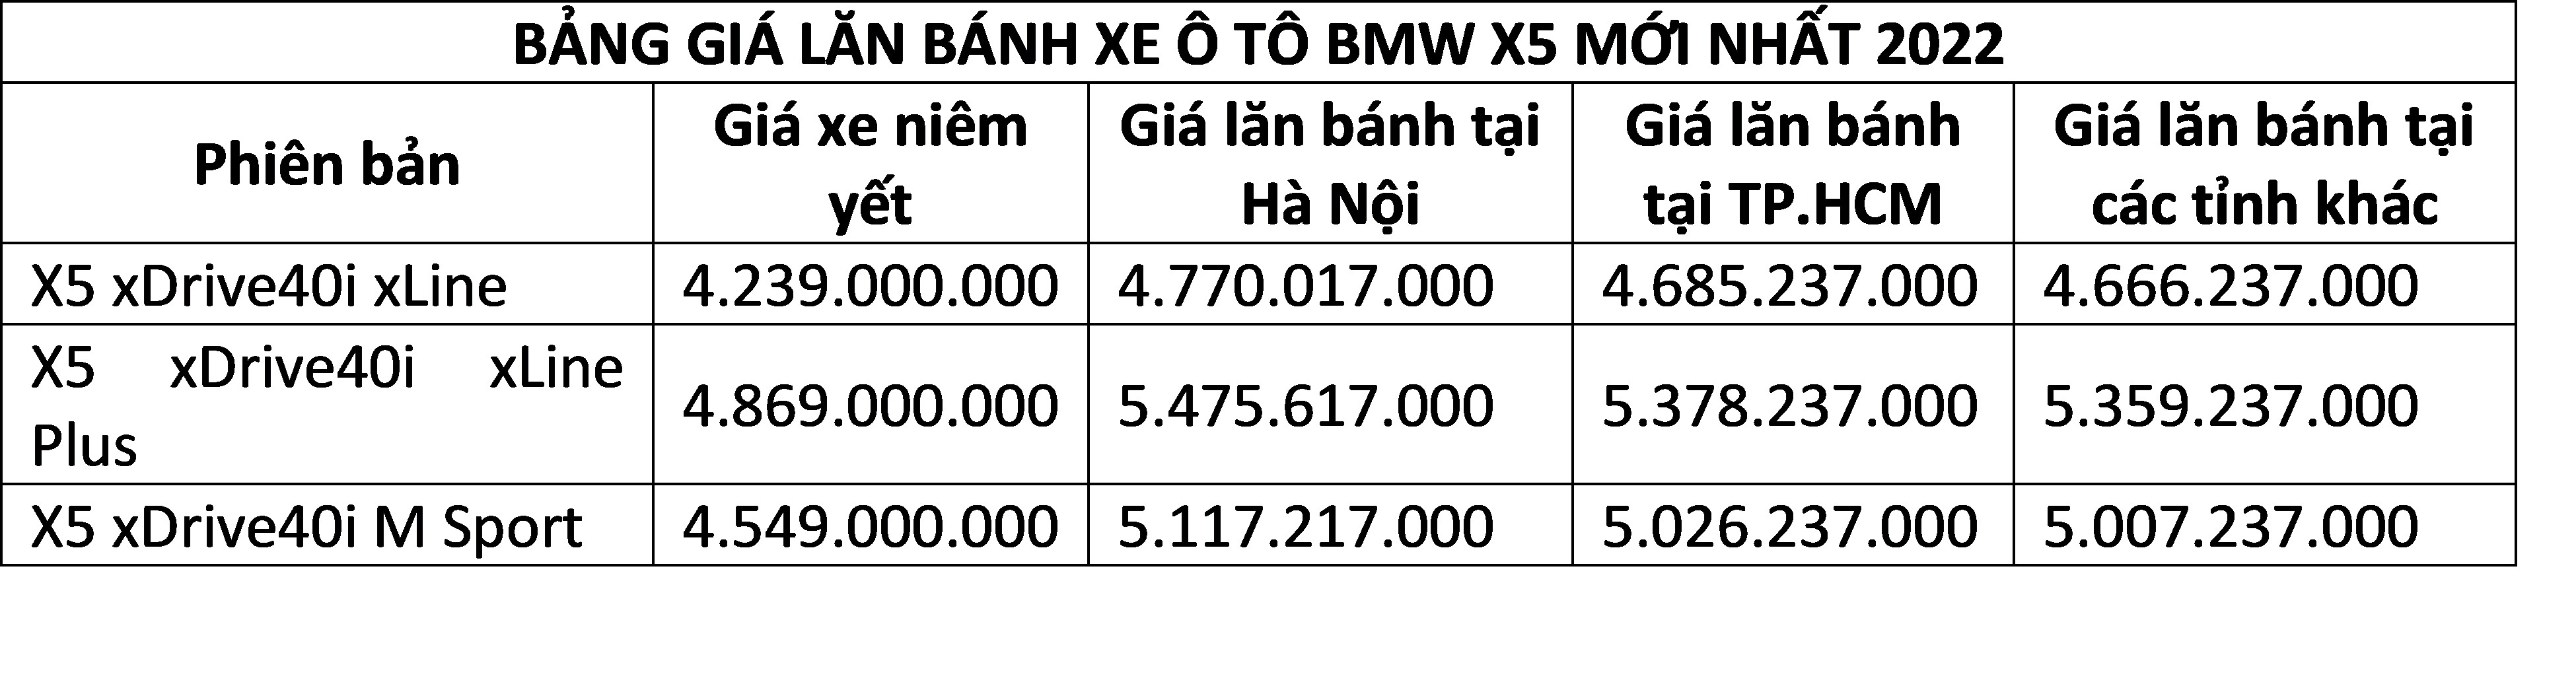 BẢNG GIÁ LĂN BÁNH XE Ô TÔ BMW X5 MỚI NHẤT 2022
Phiên bản
Giá xe niêm
yết
Giá lăn bánh tại
Hà Nội
Giá lăn bánh
tại TP.HCM
Giá lăn bánh tại
các tỉnh khác
X5 xDrive40i xLine
4.239.000.000
4.770.017.000
4.685.237.000
4.666.237.000
X5 xDrive40i xLine
Plus
4.869.000.000
5.475.617.000
5.378.237.000
5.359.237.000
X5 xDrive40i M Sport
4.549.000.000
5.117.217.000
5.026.237.000
5.007.237.000